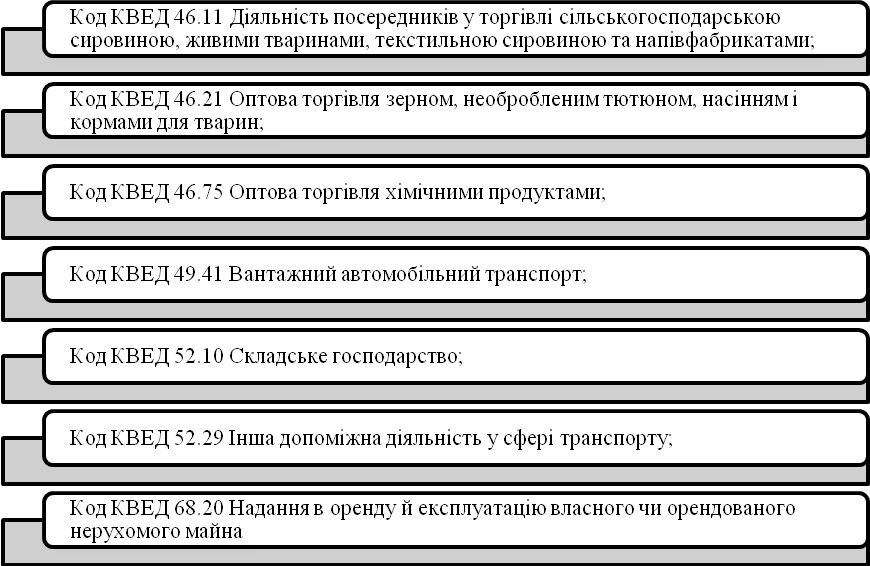 Код КВЕД 46.11 Діяльність посередників у торгівлі сільськогосподарською
сировиною, живими тваринами, текстильною сировиною та напівфабрикатами;
Код КВЕД 46.21 Оптова торгівля зерном, необробленим тютюном, насінням і
кормами для тварин;
Код КВЕД 46.75 Оптова торгівля хімічними продуктами;
Код КВЕД 49.41 Вантажний автомобільний транспорт;
Код КВЕД 52.10 Складське господарство;
Код КВЕД 52.29 Інша допоміжна діяльність у сфері транспорту;
Код КВЕД 68.20 Надання в оренду й експлуатацію власного чи орендованого
нерухомого майна